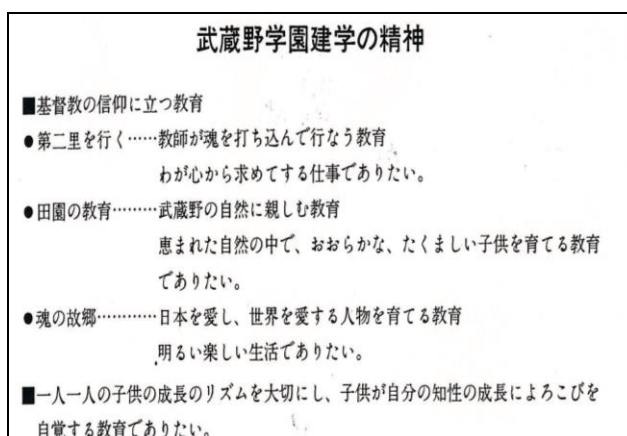 武蔵野学園建学の精神
■基督教の信仰に立つ教育
●第二里を行く……教師が魂を打ち込んで行なう教育
わが心から求めてする仕事でありたい。
●田園の教育………武蔵野の自然に親しむ教育
恵まれた自然の中で、おおらかな、たくましい子供を育てる教育
でありたい。
●魂の故郷…………日本を愛し、世界を愛する人物を育てる教育
明るい楽しい生活でありたい。
■一人一人の子供の成長のリズムを大切にし、子供が自分の知性の成長によろこびを
自覚する教育でありたい。